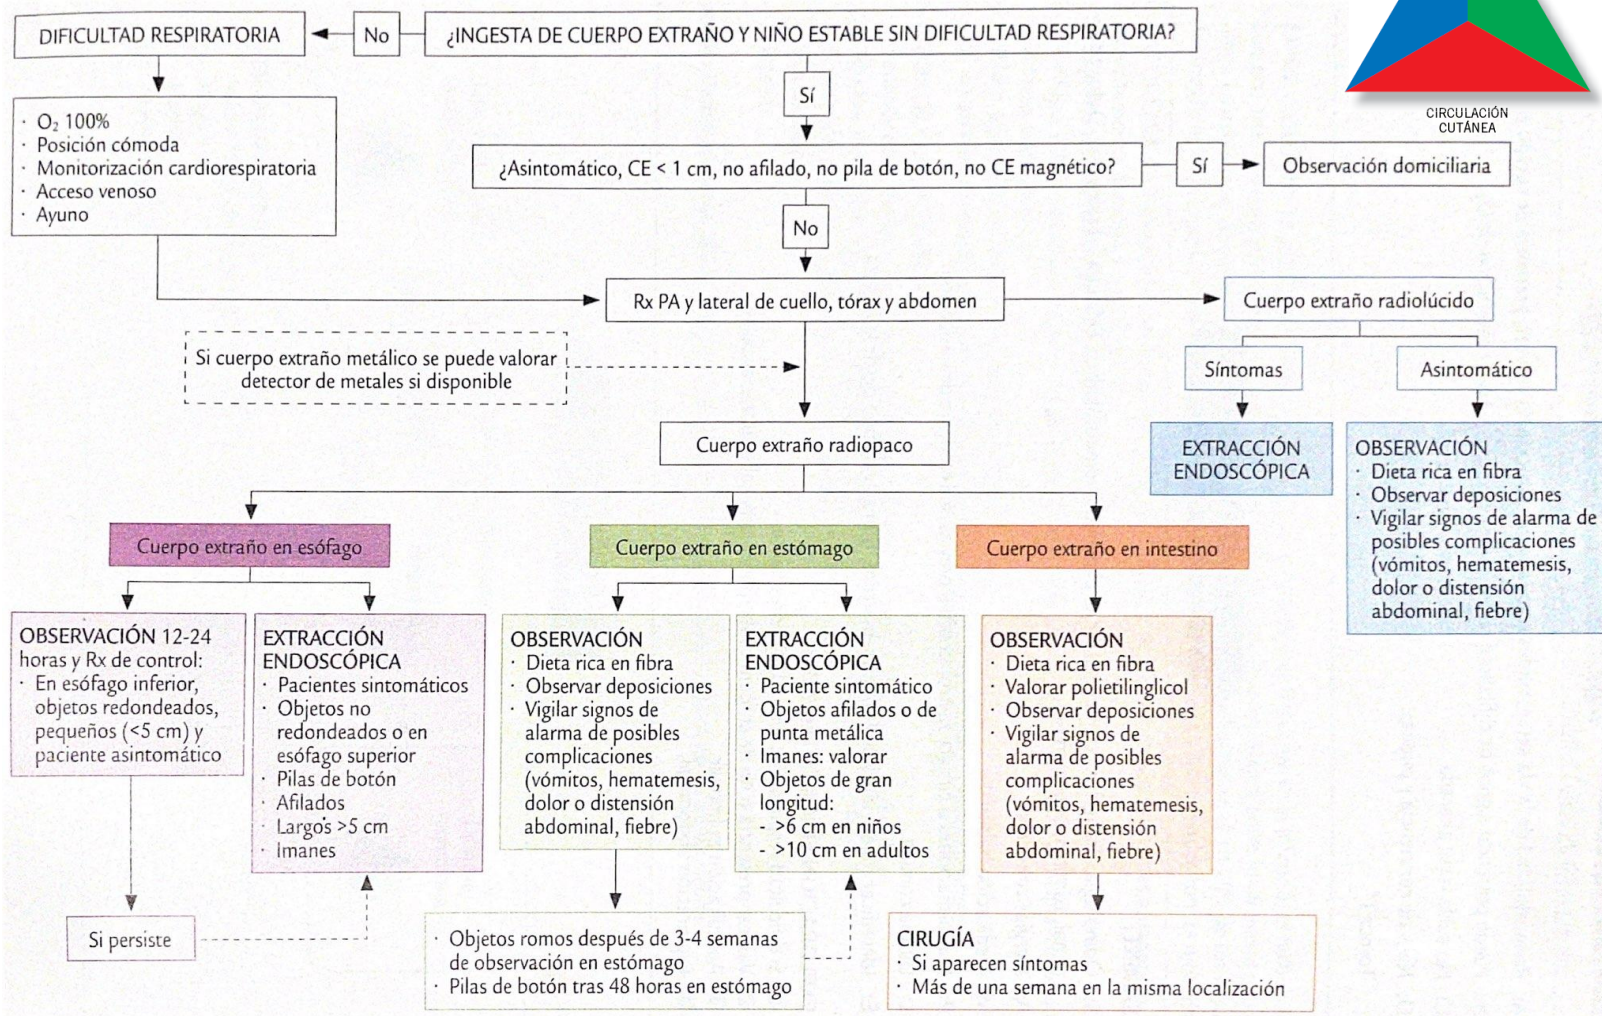 DIFICULTAD RESPIRATORIA
No
¿INGESTA DE CUERPO EXTRAÑO Y NIÑO ESTABLE SIN DIFICULTAD RESPIRATORIA?
CIRCULACIÓN
CUTÁNEA
Sí
· O₂ 100%
· Posición cómoda
· Monitorización cardiorespiratoria
· Acceso venoso
· Ayuno
¿Asintomático, CE < 1 cm, no afilado, no pila de botón, no CE magnético?
Sí
Observación domiciliaria
No
Rx PA y lateral de cuello, tórax y abdomen
Cuerpo extraño radiolúcido
Si cuerpo extraño metálico se puede valorar
detector de metales si disponible
Síntomas
Asintomático
Cuerpo extraño radiopaco
EXTRACCIÓN
ENDOSCÓPICA
OBSERVACIÓN
· Dieta rica en fibra
· Observar deposiciones
· Vigilar signos de alarma de
posibles complicaciones
(vómitos, hematemesis,
dolor o distensión
abdominal, fiebre)
Cuerpo extraño en esófago
Cuerpo extraño en estómago
Cuerpo extraño en intestino
OBSERVACIÓN 12-24
horas y Rx de control:
· En esófago inferior,
objetos redondeados,
pequeños (<5 cm) y
paciente asintomático
EXTRACCIÓN
ENDOSCÓPICA
· Pacientes sintomáticos
· Objetos no
redondeados o en
esófago superior
· Pilas de botón
· Afilados
· Largos >5 cm
· Imanes
OBSERVACIÓN
· Dieta rica en fibra
· Observar deposiciones
· Vigilar signos de
alarma de posibles
complicaciones
(vómitos, hematemesis,
dolor o distensión
abdominal, fiebre)
EXTRACCIÓN
ENDOSCÓPICA
· Paciente sintomático
· Objetos afilados o de
punta metálica
· Imanes: valorar
· Objetos de gran
longitud:
- >6 cm en niños
- >10 cm en adultos
OBSERVACIÓN
· Dieta rica en fibra
· Valorar polietilinglicol
· Observar deposiciones
· Vigilar signos de
alarma de posibles
complicaciones
(vómitos, hematemesis,
dolor o distensión
abdominal, fiebre)
Si persiste
· Objetos romos después de 3-4 semanas
de observación en estómago
· Pilas de botón tras 48 horas en estómago
CIRUGÍA
· Si aparecen síntomas
· Más de una semana en la misma localización